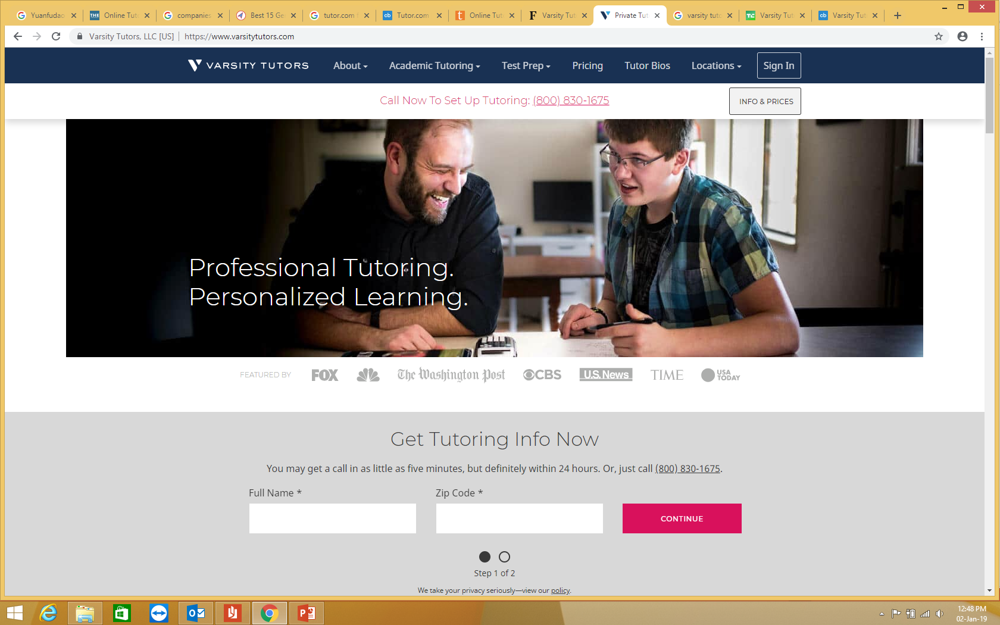 Yuanfudao
THE Online Tuto
companies
Best 15 Ge
tutor.com
cb Tutor.com
t Online Tuto
F Varsity Tut
Private Tut
varsity tuto
TC Varsity Tut
cb Varsity Tut
Varsity Tutors, LLC [US] https://www.varsitytutors.com
VARSITY TUTORS About Academic Tutoring Test Prep Pricing Tutor Bios Locations Sign In
Call Now To Set Up Tutoring: (800) 830-1675 INFO & PRICES
Professional Tutoring.
Personalized Learning.
FEATURED BY FOX The Washington Post CBS U.S.News TIME USA TODAY
Get Tutoring Info Now
You may get a call in as little as five minutes, but definitely within 24 hours. Or, just call (800) 830-1675.
Full Name * Zip Code *
CONTINUE
Step 1 of 2
We take your privacy seriously—view our policy.
12:48 PM
02-Jan-19